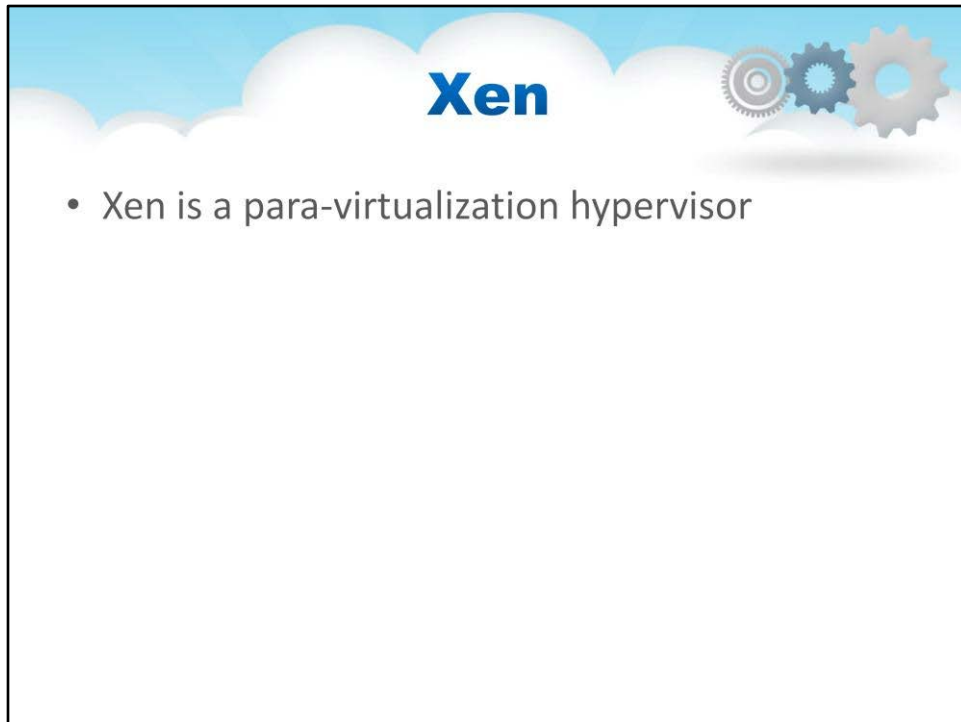 Xen
• Xen is a para-virtualization hypervisor